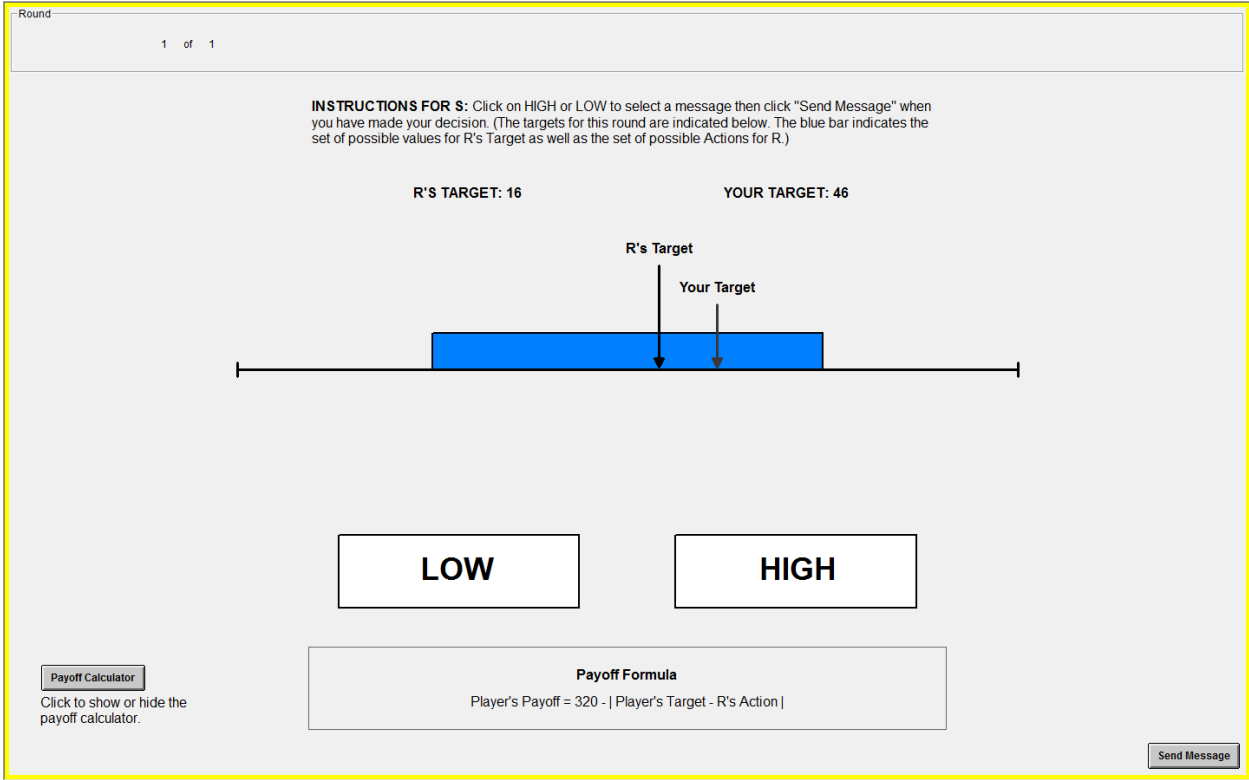 Round
1 of 1
INSTRUCTIONS FOR S: Click on HIGH or LOW to select a message then click "Send Message" when
you have made your decision. (The targets for this round are indicated below. The blue bar indicates the
set of possible values for R's Target as well as the set of possible Actions for R.)
R'S TARGET: 16 YOUR TARGET: 46
R's Target
Your Target
LOW HIGH
Payoff Formula
Player's Payoff = 320 - | Player's Target - R's Action |
Payoff Calculator
Click to show or hide the
payoff calculator.
Send Message